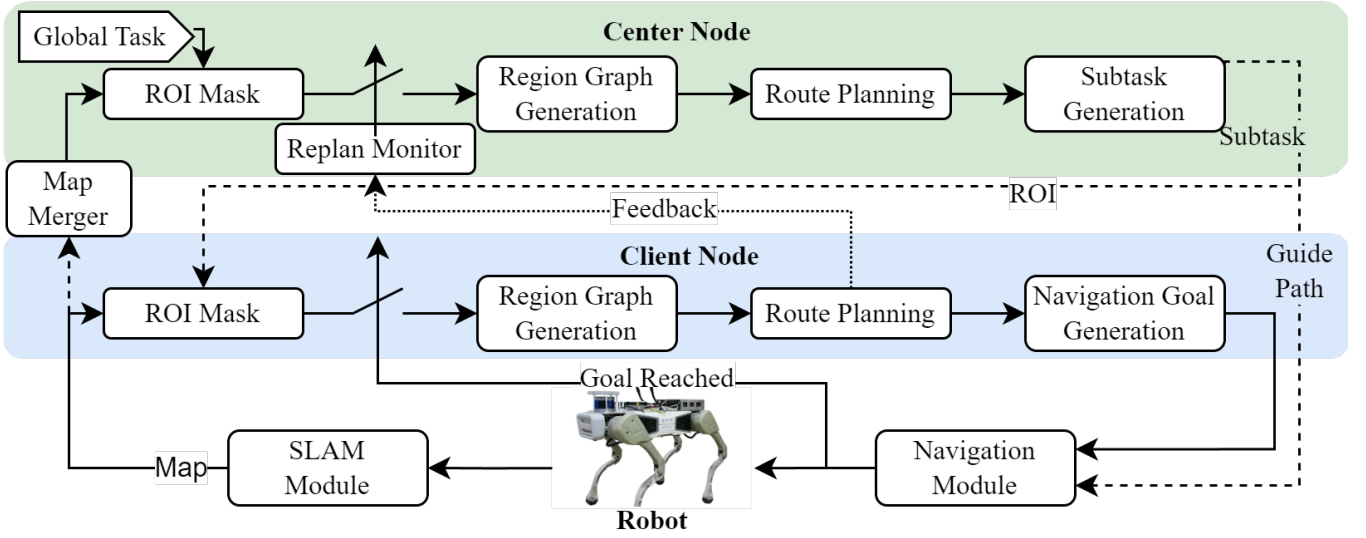 Global Task
Center Node
ROI Mask
Region Graph
Generation
Route Planning
Subtask
Generation
Replan Monitor
Subtask
Map
Merger
ROI
Feedback
Client Node
Guide
Path
ROI Mask
Region Graph
Generation
Route Planning
Navigation Goal
Generation
Goal Reached
Map
SLAM
Module
Navigation
Module
Robot